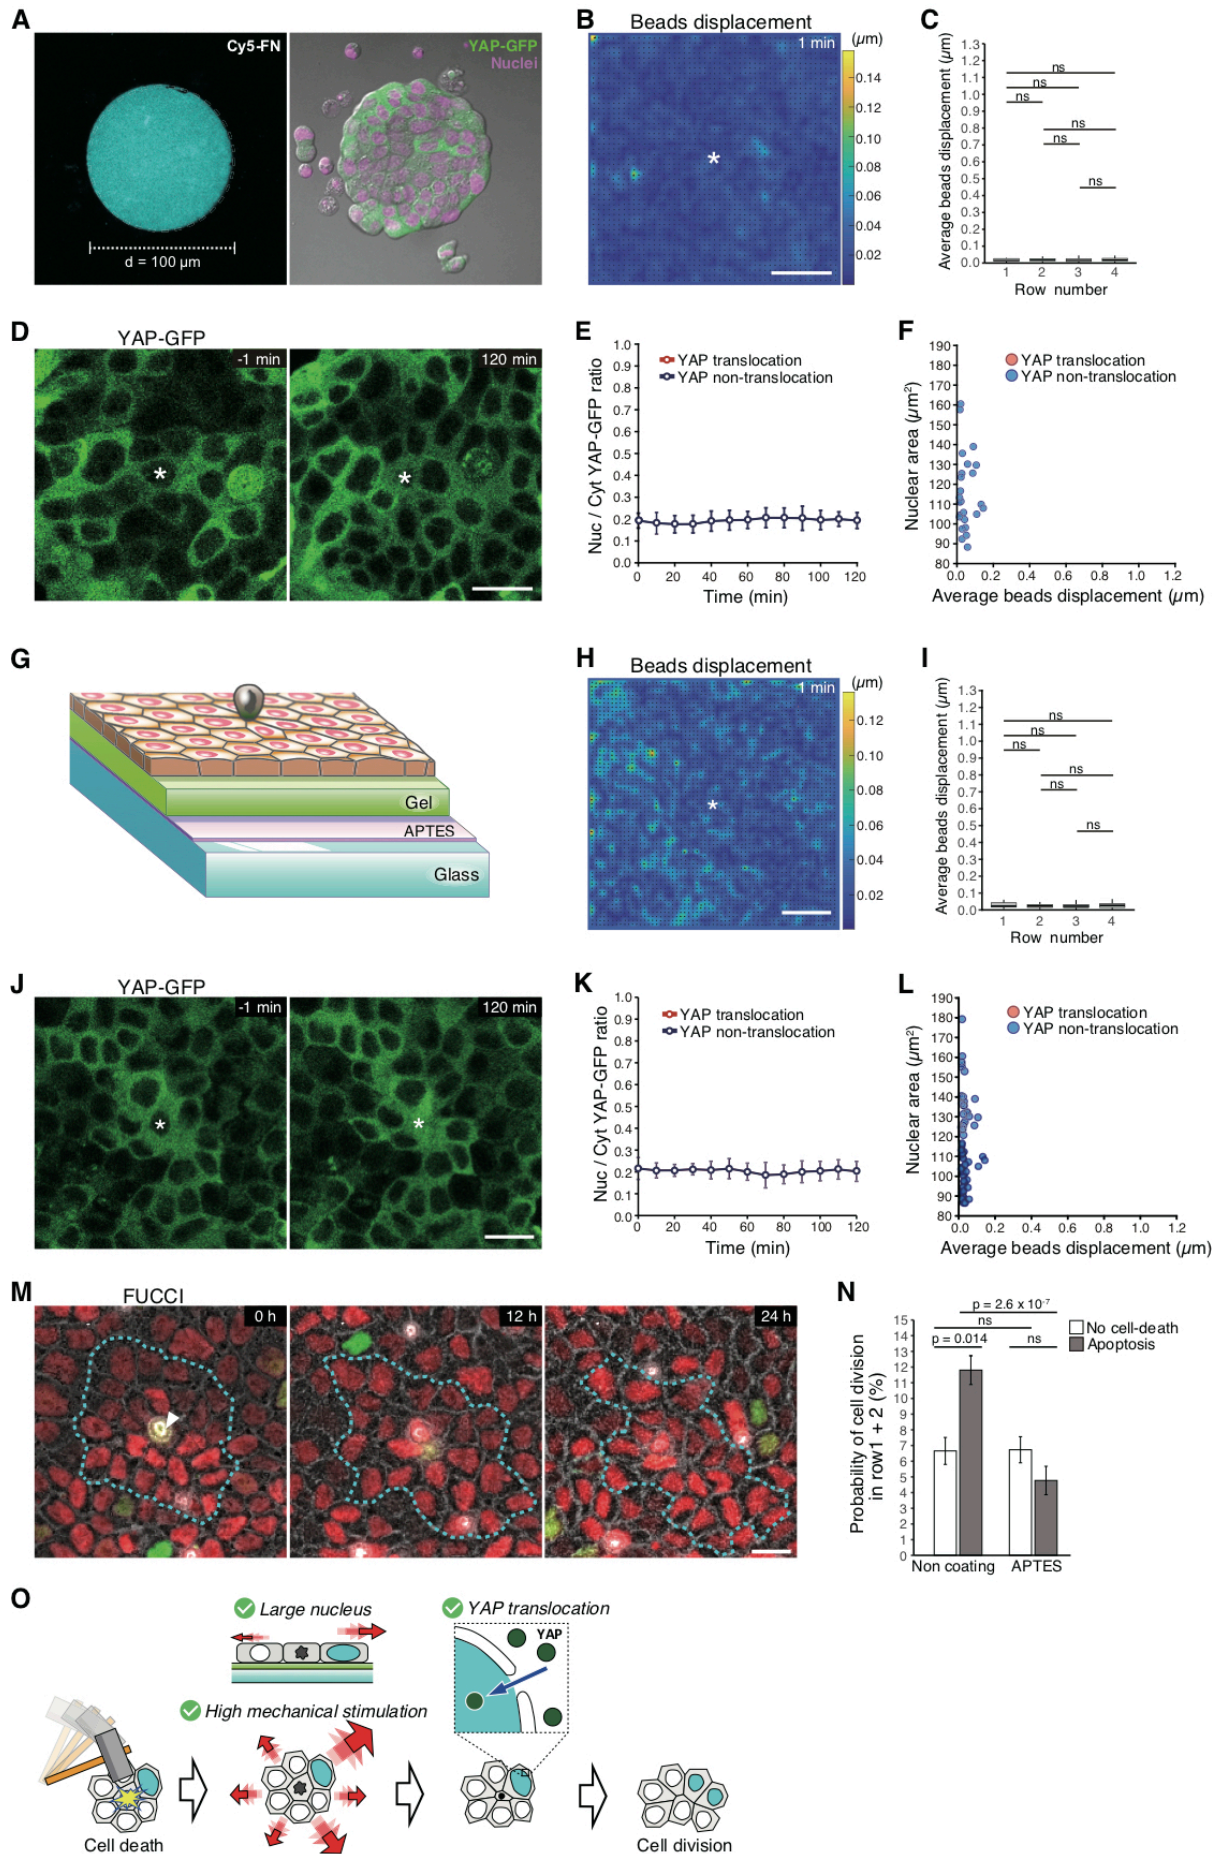 A
Cy5-FN
d = 100 µm
YAP-GFP
Nuclei
B
Beads displacement
1 min
(µm)
0.14
0.12
0.10
0.08
0.06
0.04
0.02
*
C
Average beads displacement (µm)
1.3
1.2
1.1
1.0
0.9
0.8
0.7
0.6
0.5
0.4
0.3
0.2
0.1
0.0
ns
ns
ns
ns
ns
ns
1 2 3 4
Row number
D
YAP-GFP
-1 min
120 min
*
*
E
Nuc / Cyt YAP-GFP ratio
1.0
0.9
0.8
0.7
0.6
0.5
0.4
0.3
0.2
0.1
0.0
YAP translocation
YAP non-translocation
0 20 40 60 80 100 120
Time (min)
F
Nuclear area (µm²)
190
180
170
160
150
140
130
120
110
100
90
80
YAP translocation
YAP non-translocation
0.0 0.2 0.4 0.6 0.8 1.0 1.2
Average beads displacement (µm)
G
Gel
APTES
Glass
H
Beads displacement
1 min
(µm)
0.12
0.10
0.08
0.06
0.04
0.02
*
I
Average beads displacement (µm)
1.3
1.2
1.1
1.0
0.9
0.8
0.7
0.6
0.5
0.4
0.3
0.2
0.1
0.0
ns
ns
ns
ns
ns
ns
1 2 3 4
Row number
J
YAP-GFP
-1 min
120 min
*
*
K
Nuc / Cyt YAP-GFP ratio
1.0
0.9
0.8
0.7
0.6
0.5
0.4
0.3
0.2
0.1
0.0
YAP translocation
YAP non-translocation
0 20 40 60 80 100 120
Time (min)
L
Nuclear area (µm²)
190
180
170
160
150
140
130
120
110
100
90
80
YAP translocation
YAP non-translocation
0.0 0.2 0.4 0.6 0.8 1.0 1.2
Average beads displacement (µm)
M
FUCCI
0 h
12 h
24 h
N
Probability of cell division
in row1 + 2 (%)
15
14
13
12
11
10
9
8
7
6
5
4
3
2
1
0
p = 2.6 x 10⁻⁷
ns
p = 0.014
ns
No cell-death
Apoptosis
Non coating
APTES
O
Large nucleus
High mechanical stimulation
YAP translocation
YAP
Cell death
Cell division